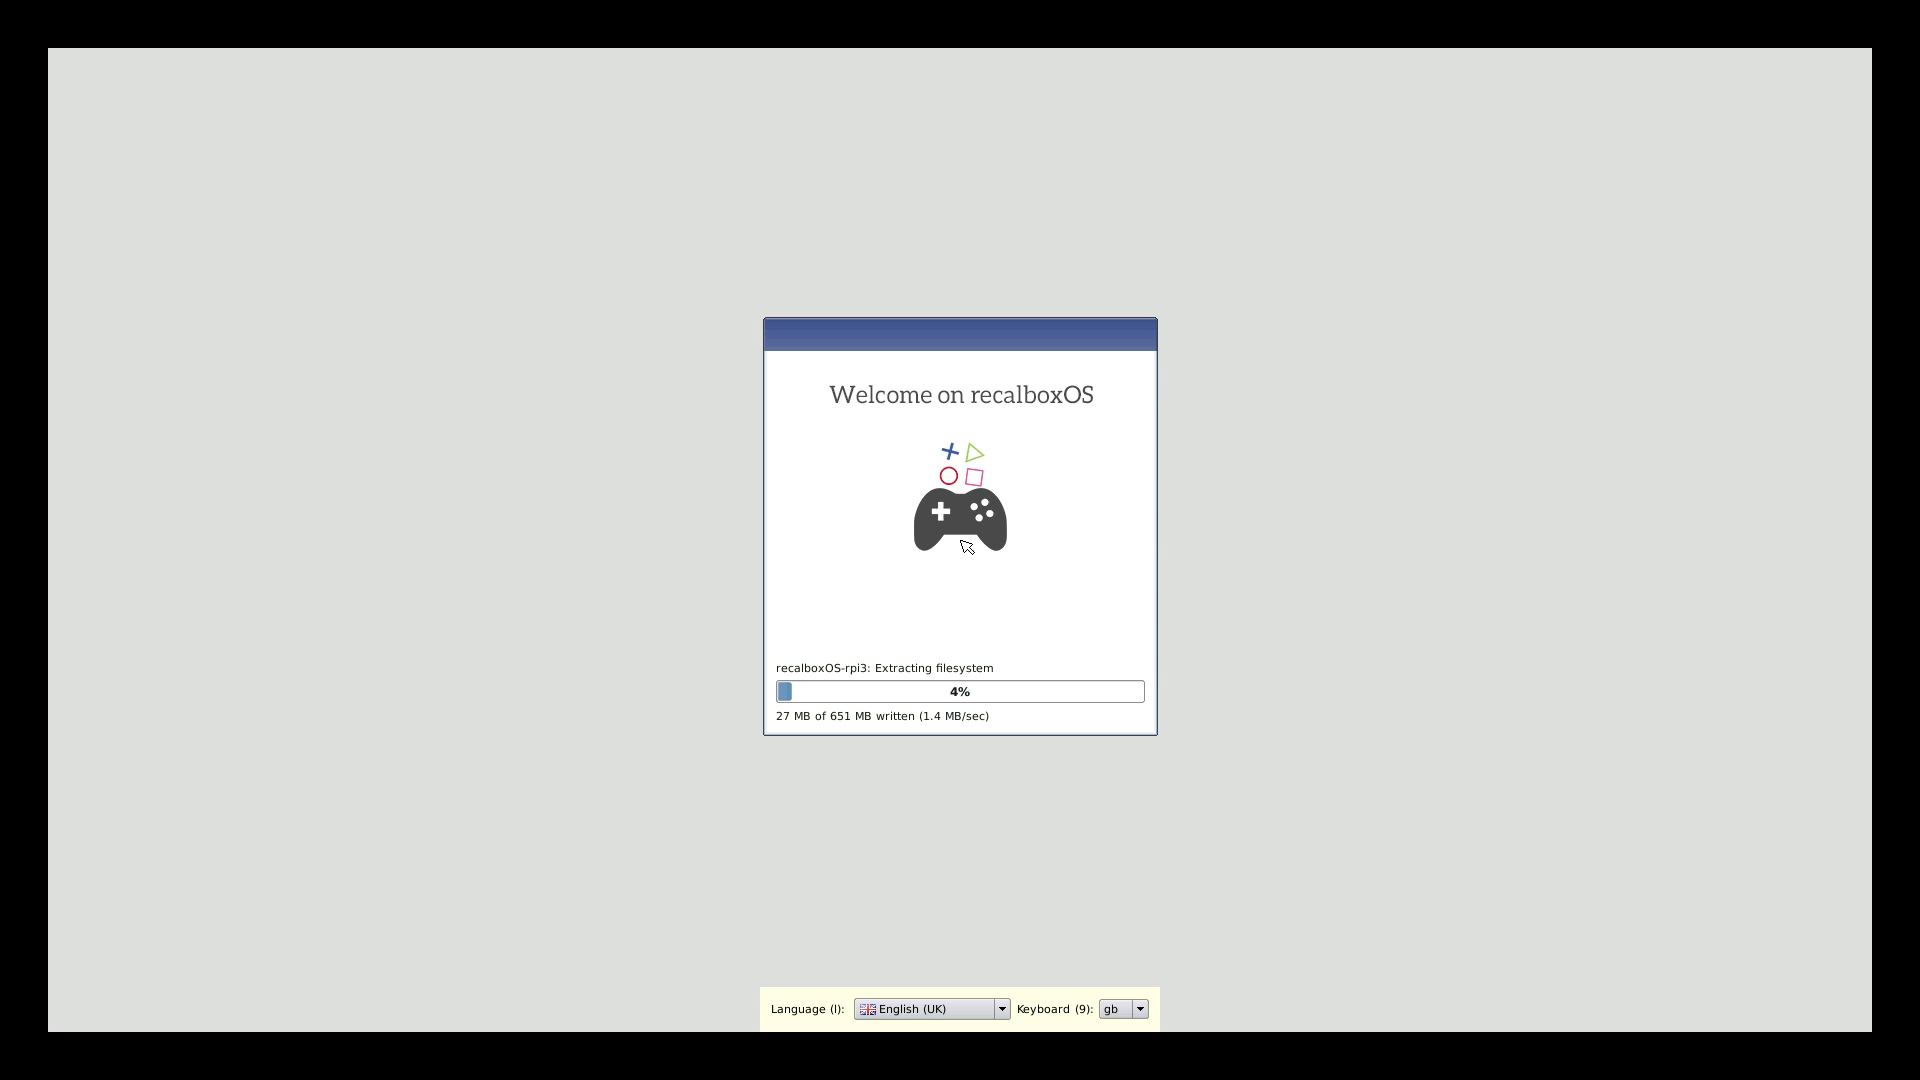 Welcome on recalboxOS
recalboxOS-rpi3: Extracting filesystem
4%
27 MB of 651 MB written (1.4 MB/sec)
Language (l): English (UK) Keyboard (9): gb